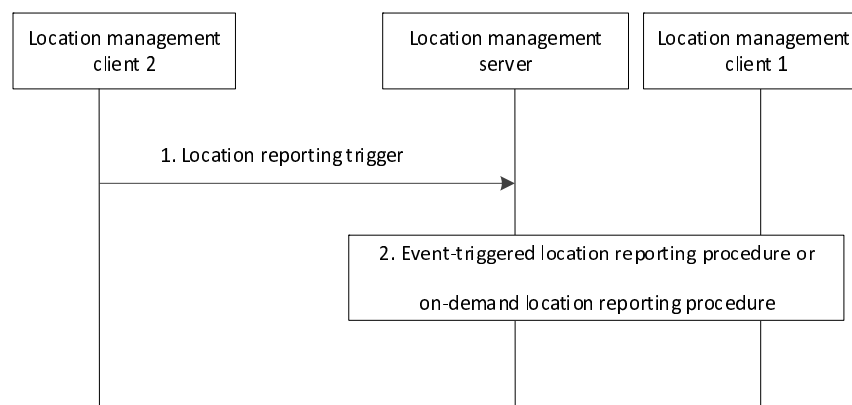 Location management
client 2
Location management
server
Location management
client 1
1. Location reporting trigger
2. Event-triggered location reporting procedure or
on-demand location reporting procedure